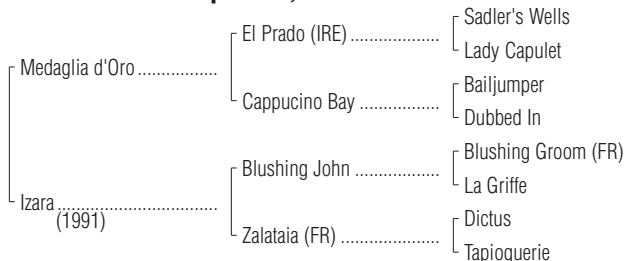 Sadler's Wells
El Prado (IRE) ....................
Lady Capulet
Medaglia d'Oro .................
Bailjumper
Cappucino Bay ..................
Dubbed In
Blushing Groom (FR)
Blushing John ...................
La Griffe
Izara ..................................
(1991)
Dictus
Zalataia (FR) ......................
Tapioquerie